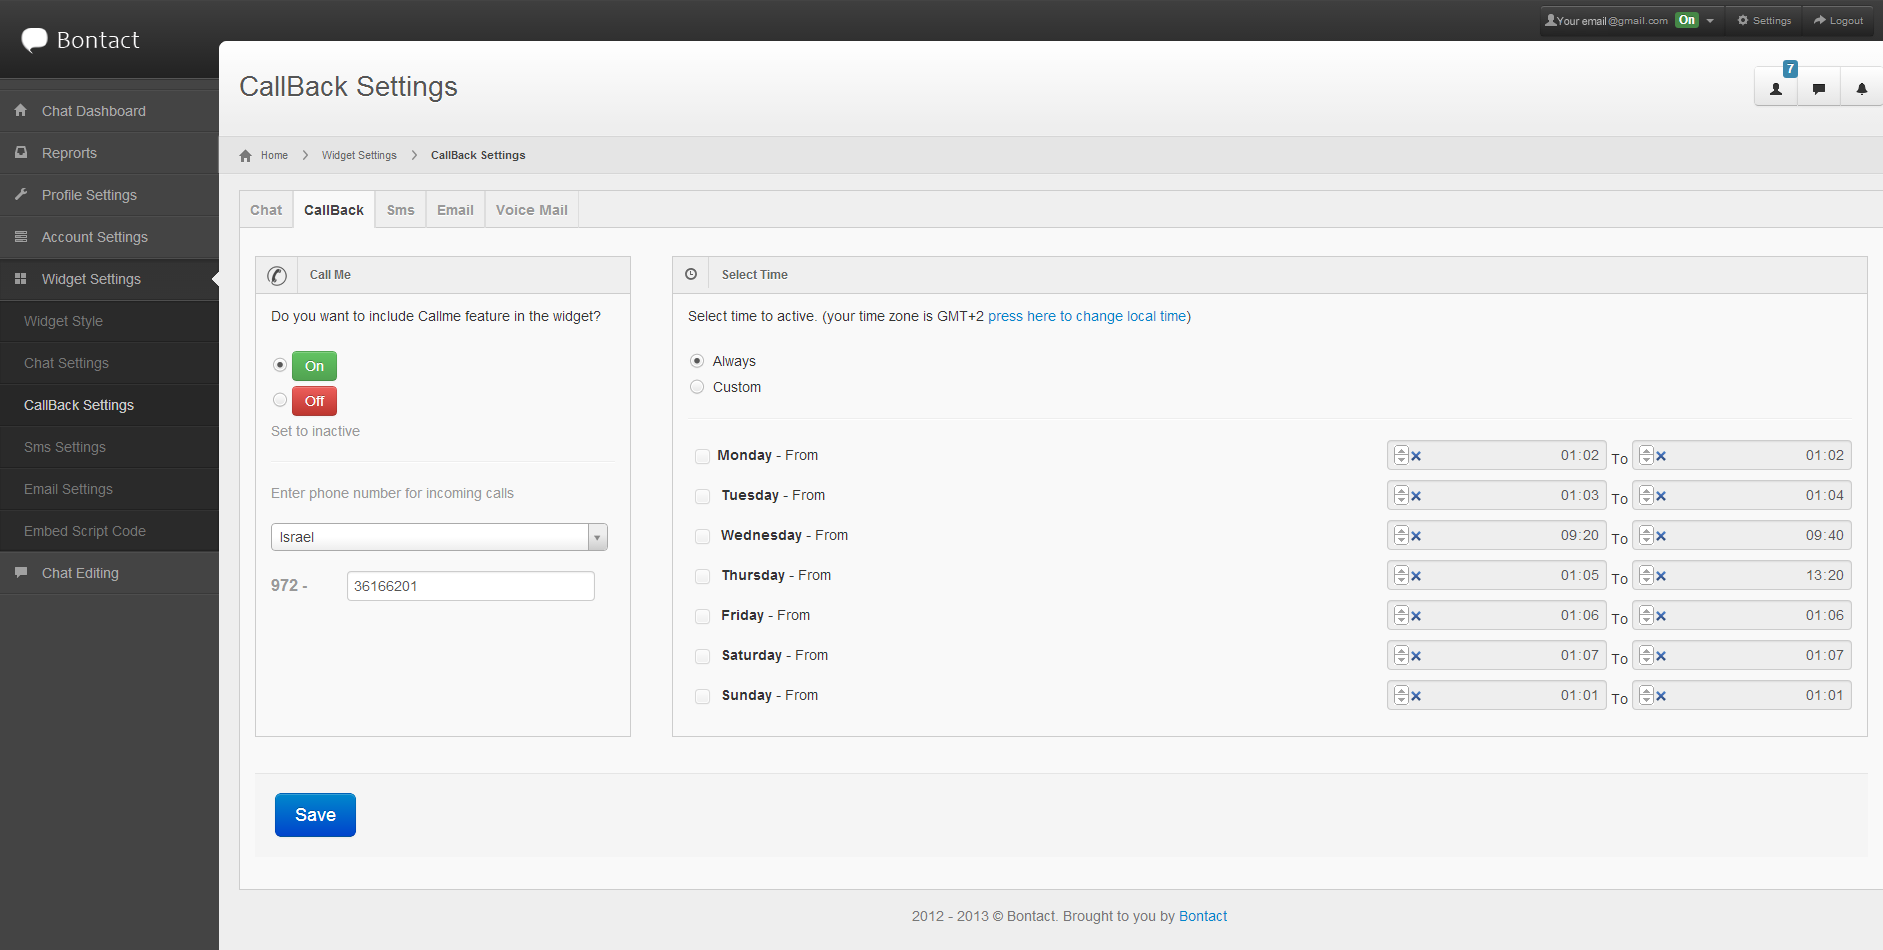 Bontact
Your email@gmail.com On
Settings
Logout
CallBack Settings
7
Chat Dashboard
Reprorts
Profile Settings
Account Settings
Widget Settings
Widget Style
Chat Settings
CallBack Settings
Sms Settings
Email Settings
Embed Script Code
Chat Editing
Home
Widget Settings
CallBack Settings
Chat
CallBack
Sms
Email
Voice Mail
Call Me
Do you want to include Callme feature in the widget?
On
Off
Set to inactive
Enter phone number for incoming calls
Israel
972 - 36166201
Select Time
Select time to active. (your time zone is GMT+2 press here to change local time)
Always
Custom
Monday - From 01:02 To 01:02
Tuesday - From 01:03 To 01:04
Wednesday - From 09:20 To 09:40
Thursday - From 01:05 To 13:20
Friday - From 01:06 To 01:06
Saturday - From 01:07 To 01:07
Sunday - From 01:01 To 01:01
Save
2012 - 2013 © Bontact. Brought to you by Bontact